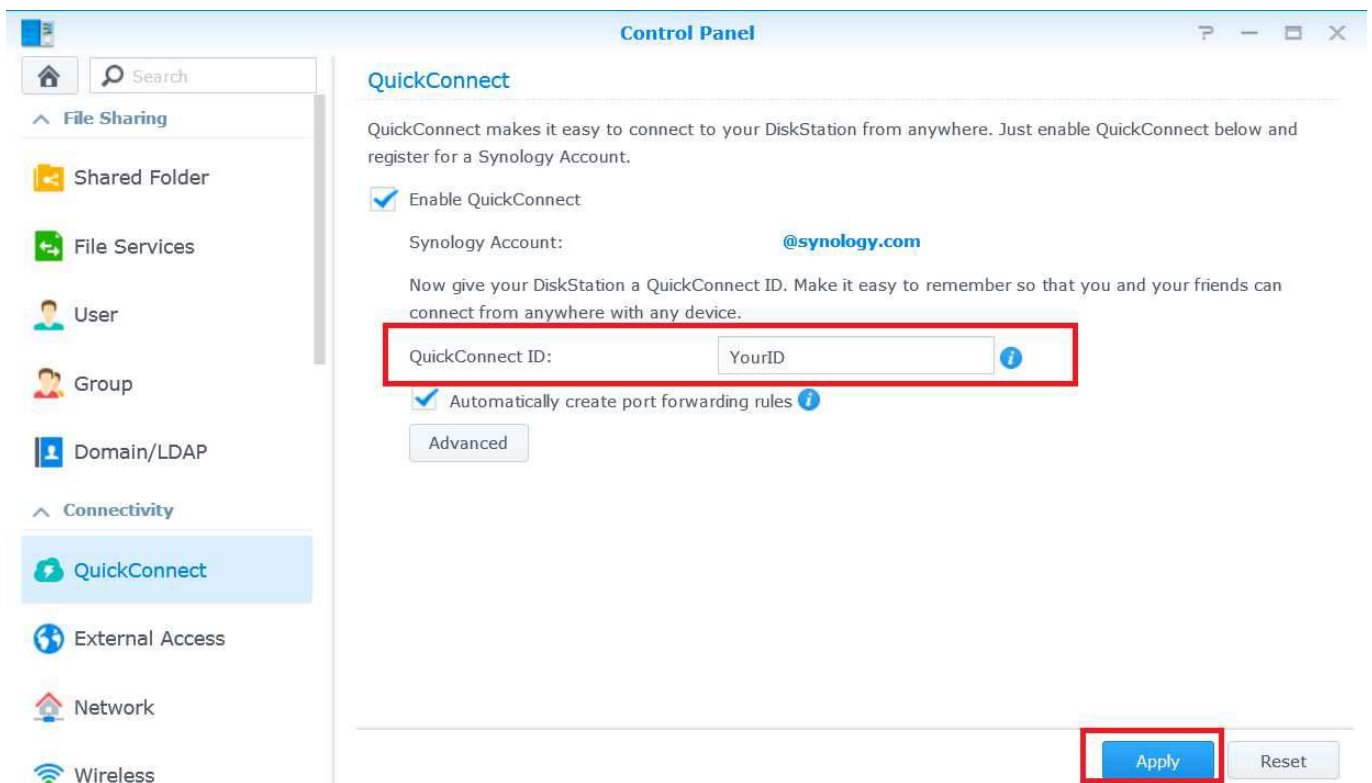 Control Panel
Search
File Sharing
Shared Folder
File Services
User
Group
Domain/LDAP
Connectivity
QuickConnect
External Access
Network
Wireless
QuickConnect
QuickConnect makes it easy to connect to your DiskStation from anywhere. Just enable QuickConnect below and
register for a Synology Account.
Enable QuickConnect
Synology Account: @synology.com
Now give your DiskStation a QuickConnect ID. Make it easy to remember so that you and your friends can
connect from anywhere with any device.
QuickConnect ID: YourID
Automatically create port forwarding rules
Advanced
Apply Reset